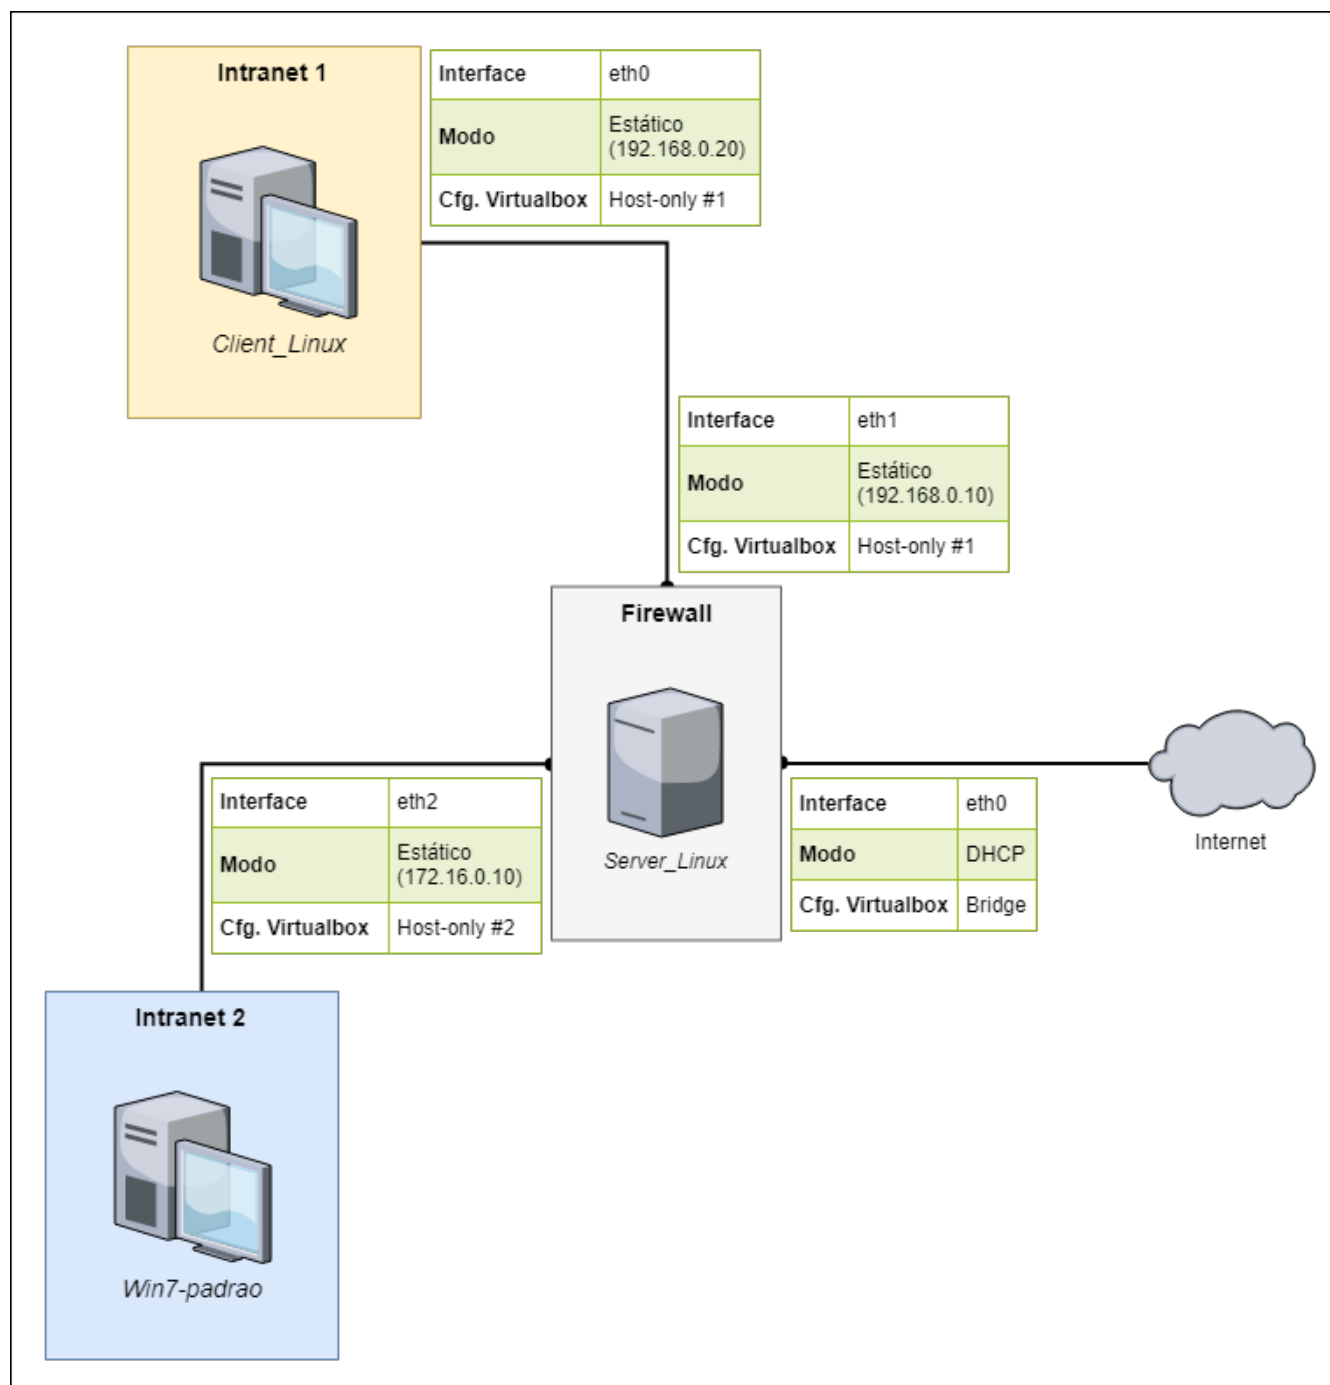 Intranet 1
Client_Linux
Interface eth0
Modo Estático
(192.168.0.20)
Cfg. Virtualbox Host-only #1
Interface eth1
Modo Estático
(192.168.0.10)
Cfg. Virtualbox Host-only #1
Firewall
Server_Linux
Interface eth2
Modo Estático
(172.16.0.10)
Cfg. Virtualbox Host-only #2
Interface eth0
Modo DHCP
Cfg. Virtualbox Bridge
Internet
Intranet 2
Win7-padrao